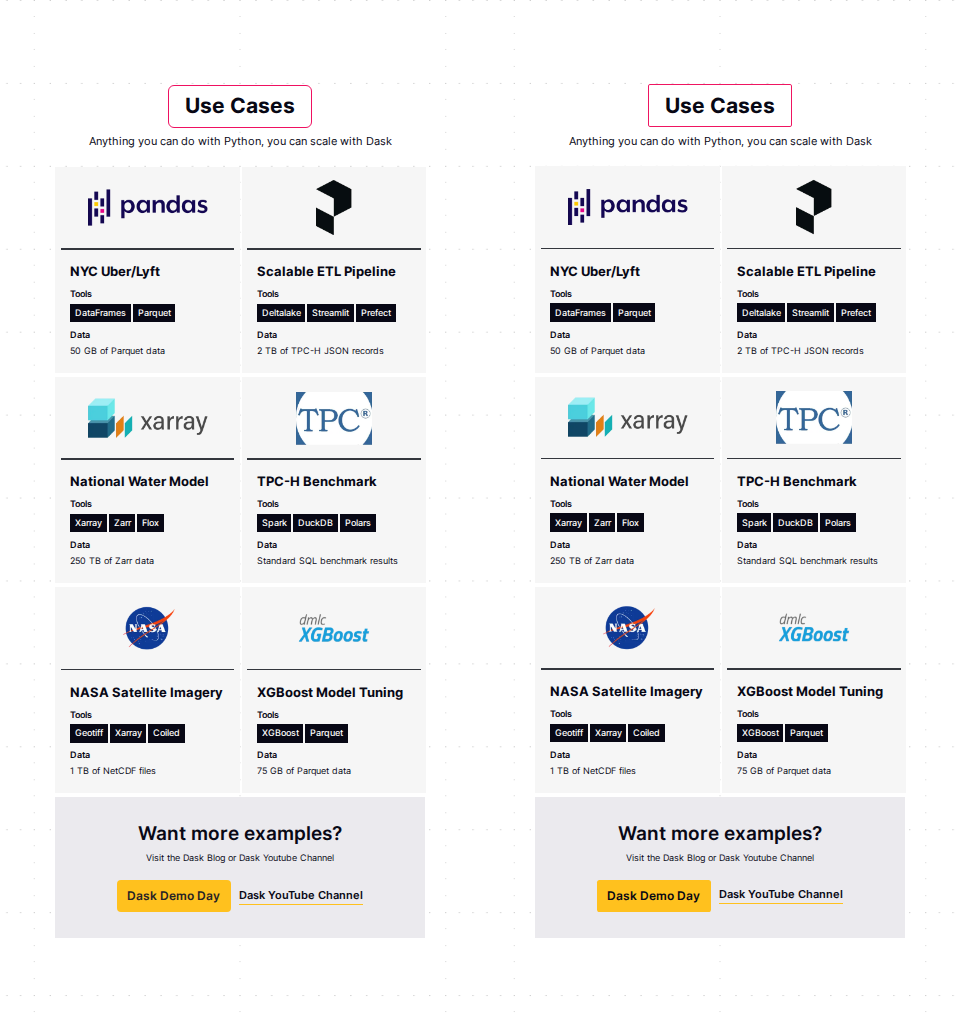 Use Cases
Anything you can do with Python, you can scale with Dask
pandas
NYC Uber/Lyft
Tools
DataFrames Parquet
Data
50 GB of Parquet data
Scalable ETL Pipeline
Tools
Deltalake Streamlit Prefect
Data
2 TB of TPC-H JSON records
xarray
National Water Model
Tools
Xarray Zarr Flox
Data
250 TB of Zarr data
TPC®
TPC-H Benchmark
Tools
Spark DuckDB Polars
Data
Standard SQL benchmark results
NASA
NASA Satellite Imagery
Tools
Geotiff Xarray Coiled
Data
1 TB of NetCDF files
dmlc
XGBoost
XGBoost Model Tuning
Tools
XGBoost Parquet
Data
75 GB of Parquet data
Want more examples?
Visit the Dask Blog or Dask Youtube Channel
Dask Demo Day Dask YouTube Channel
Use Cases
Anything you can do with Python, you can scale with Dask
pandas
NYC Uber/Lyft
Tools
DataFrames Parquet
Data
50 GB of Parquet data
Scalable ETL Pipeline
Tools
Deltalake Streamlit Prefect
Data
2 TB of TPC-H JSON records
xarray
National Water Model
Tools
Xarray Zarr Flox
Data
250 TB of Zarr data
TPC®
TPC-H Benchmark
Tools
Spark DuckDB Polars
Data
Standard SQL benchmark results
NASA
NASA Satellite Imagery
Tools
Geotiff Xarray Coiled
Data
1 TB of NetCDF files
dmlc
XGBoost
XGBoost Model Tuning
Tools
XGBoost Parquet
Data
75 GB of Parquet data
Want more examples?
Visit the Dask Blog or Dask Youtube Channel
Dask Demo Day Dask YouTube Channel